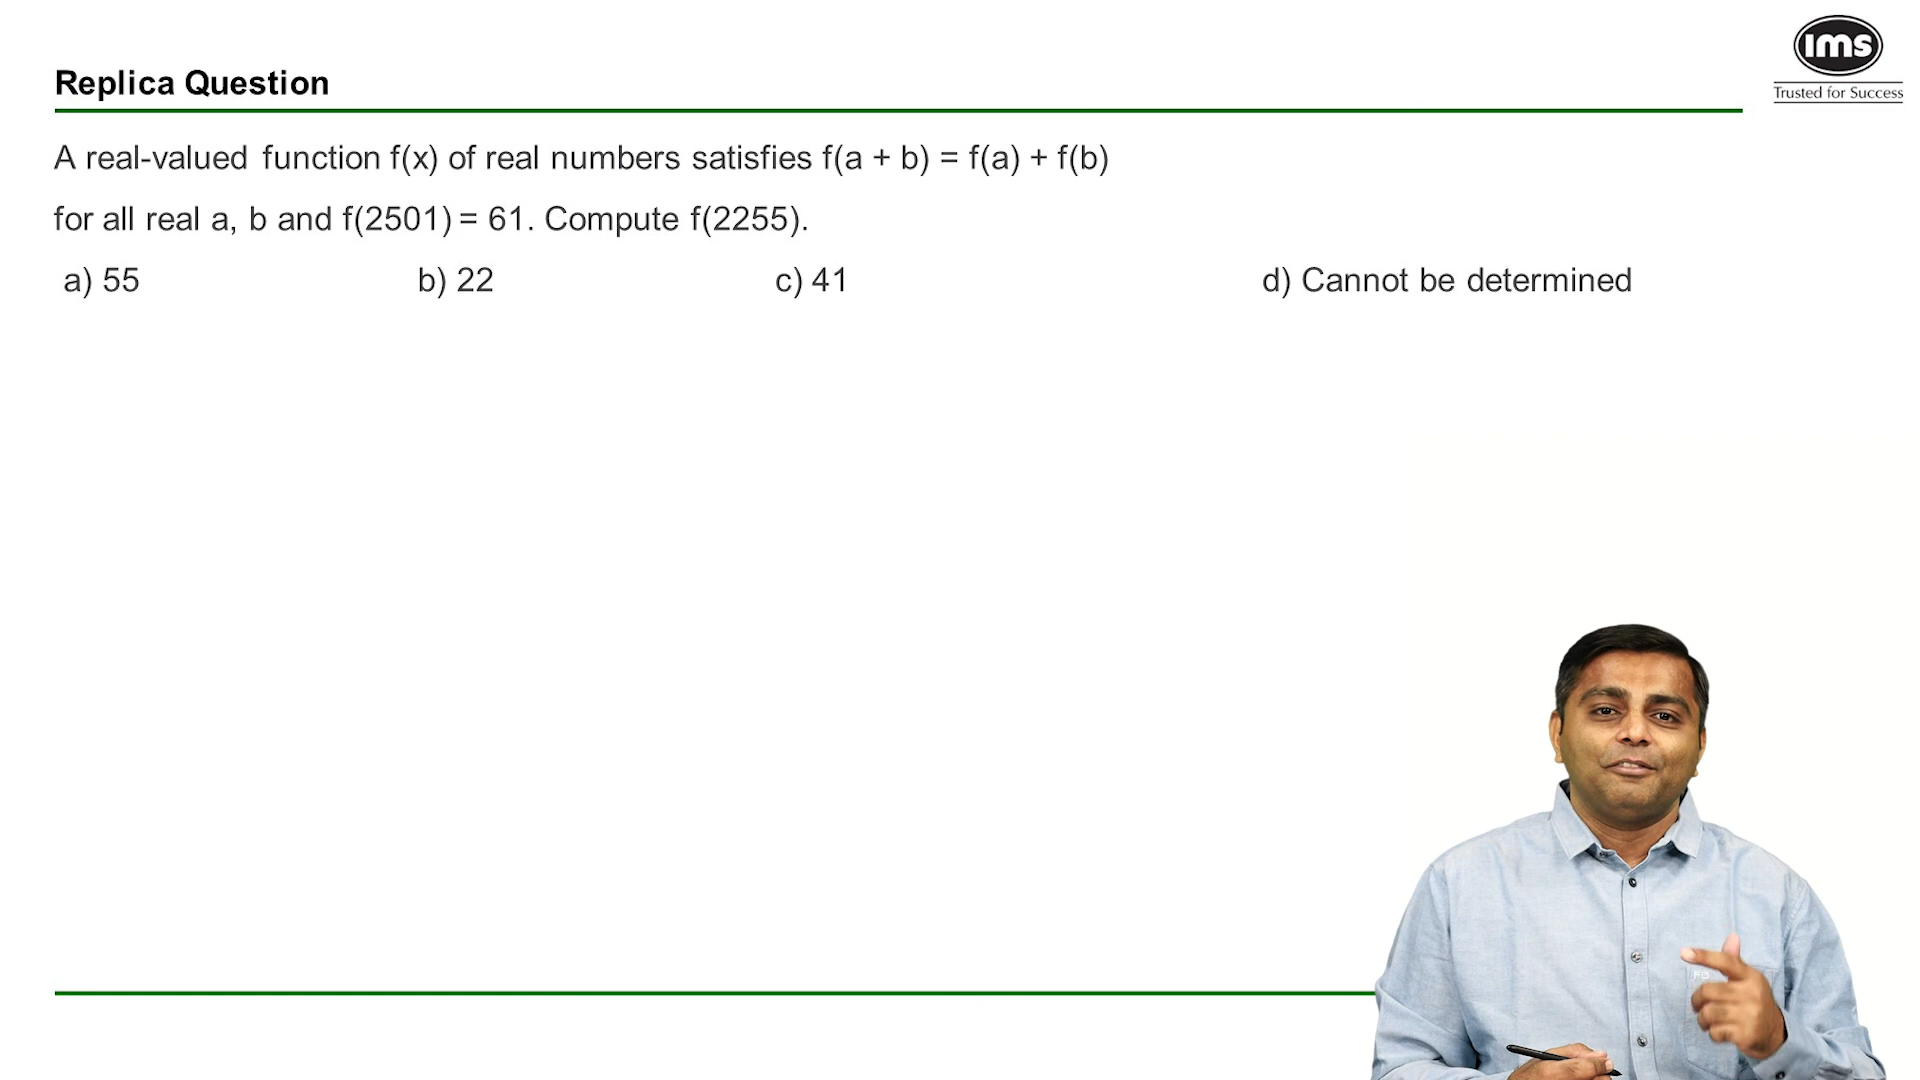 ims
Trusted for Success
Replica Question
A real-valued function f(x) of real numbers satisfies f(a + b) = f(a) + f(b)
for all real a, b and f(2501) = 61. Compute f(2255).
a) 55 b) 22 c) 41 d) Cannot be determined